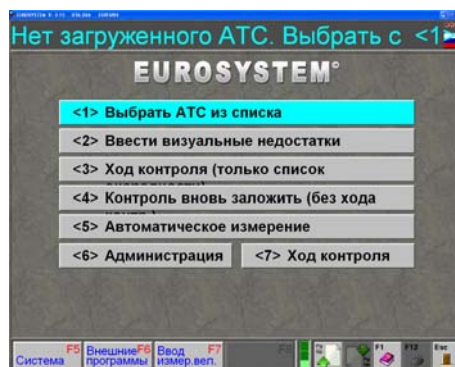 Нет загруженного АТС. Выбрать с <1
EUROSYSTEM
<1> Выбрать АТС из списка
<2> Ввести визуальные недостатки
<3> Ход контроля (только список
<4> Контроль вновь заложить (без хода
<5> Автоматическое измерение
<6> Администрация <7> Ход контроля
F5 F6 F7 F8 F1 F12 Esc
Система Внешние программы Ввод измер.вел.